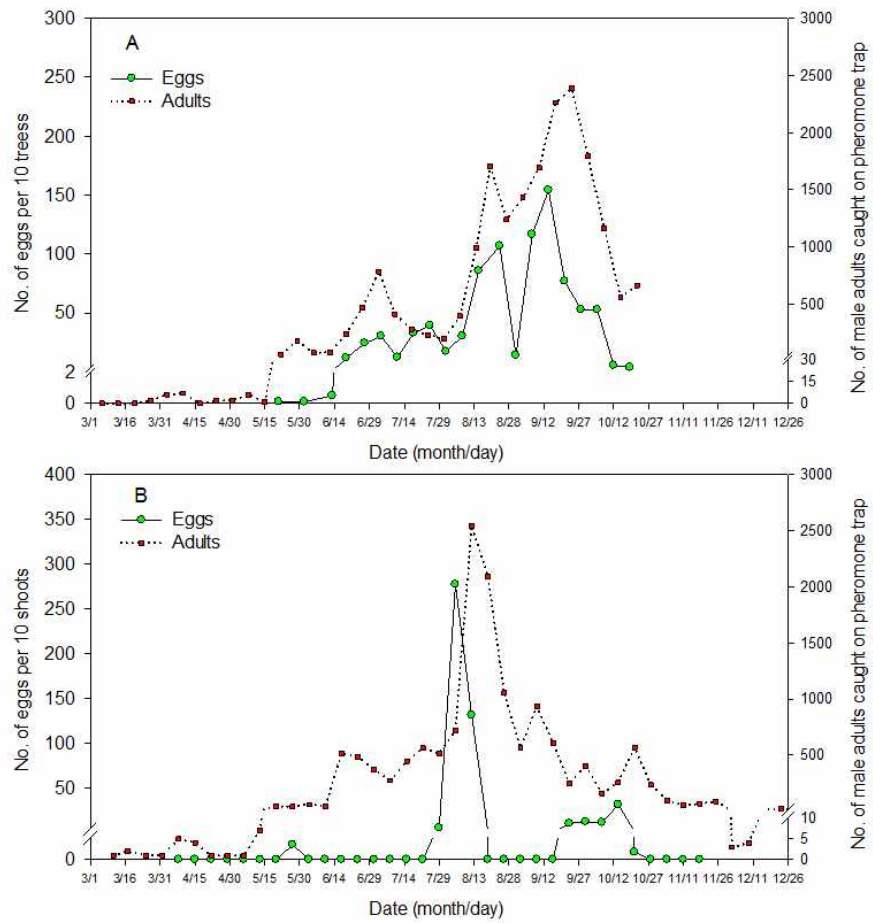 A
Eggs
Adults
No. of eggs per 10 treess
No. of male adults caught on pheromone trap
300
250
200
150
100
50
2
0
3000
2500
2000
1500
1000
500
30
15
0
3/1 3/16 3/31 4/15 4/30 5/15 5/30 6/14 6/29 7/14 7/29 8/13 8/28 9/12 9/27 10/12 10/27 11/11 11/26 12/11 12/26
Date (month/day)
B
Eggs
Adults
No. of eggs per 10 shoots
No. of male adults caught on pheromone trap
400
350
300
250
200
150
100
50
0
3000
2500
2000
1500
1000
500
10
5
0
3/1 3/16 3/31 4/15 4/30 5/15 5/30 6/14 6/29 7/14 7/29 8/13 8/28 9/12 9/27 10/12 10/27 11/11 11/26 12/11 12/26
Date (month/day)